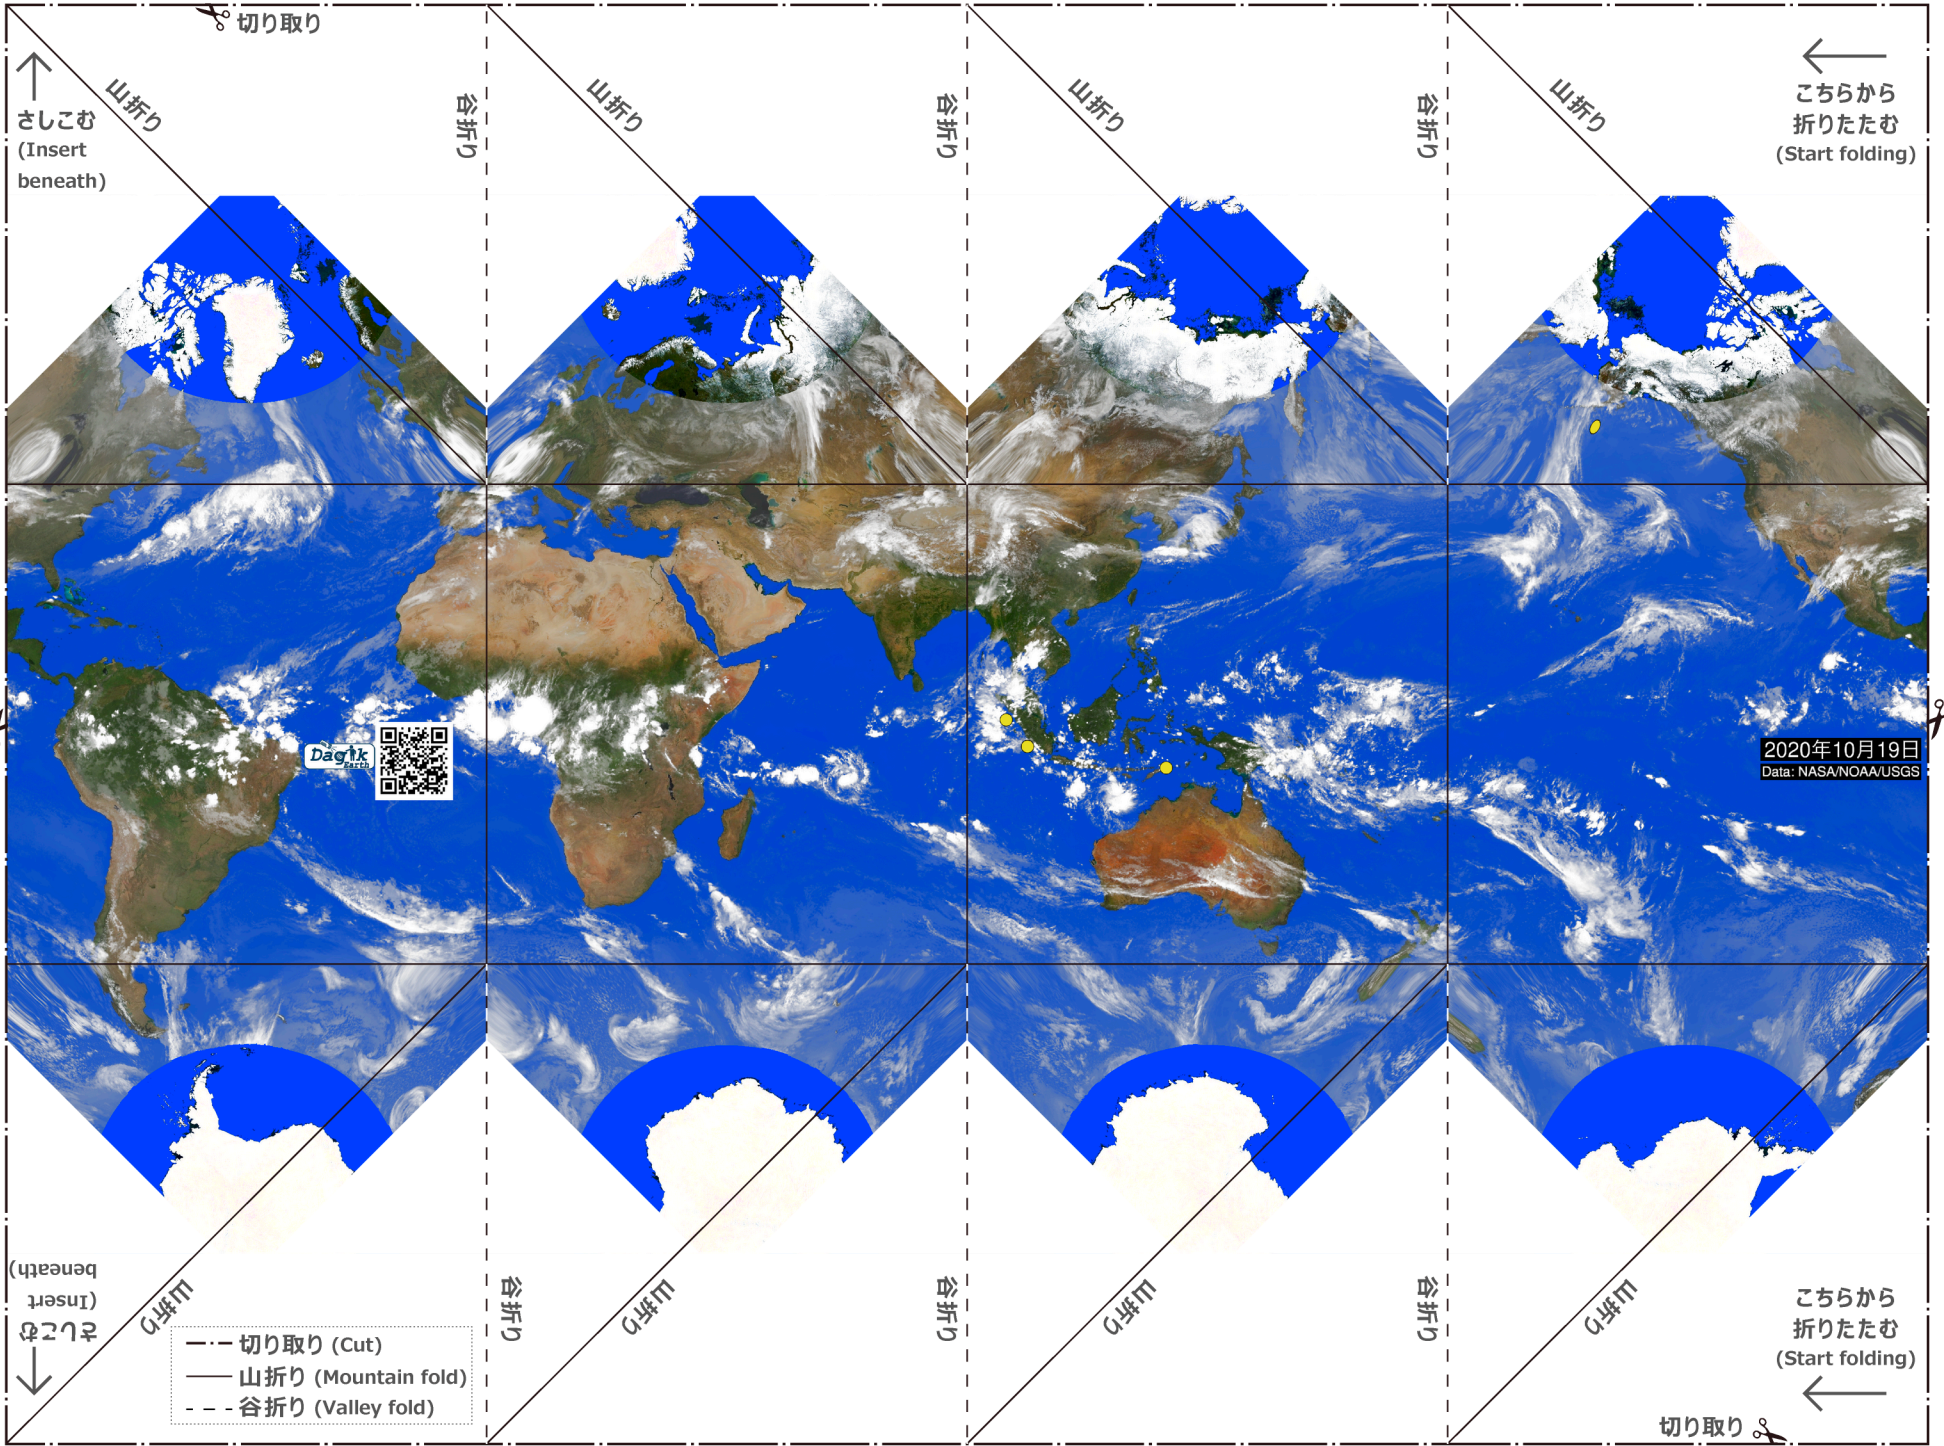 切り取り
山折り
谷折り
山折り
谷折り
山折り
谷折り
山折り
さしこむ
(Insert
beneath)
こちらから
折りたたむ
(Start folding)
Dagik
Earth
2020年10月19日
Data: NASA/NOAA/USGS
さしこむ
(Insert
beneath)
山折り
谷折り
山折り
谷折り
山折り
谷折り
山折り
切り取り (Cut)
山折り (Mountain fold)
谷折り (Valley fold)
こちらから
折りたたむ
(Start folding)
切り取り